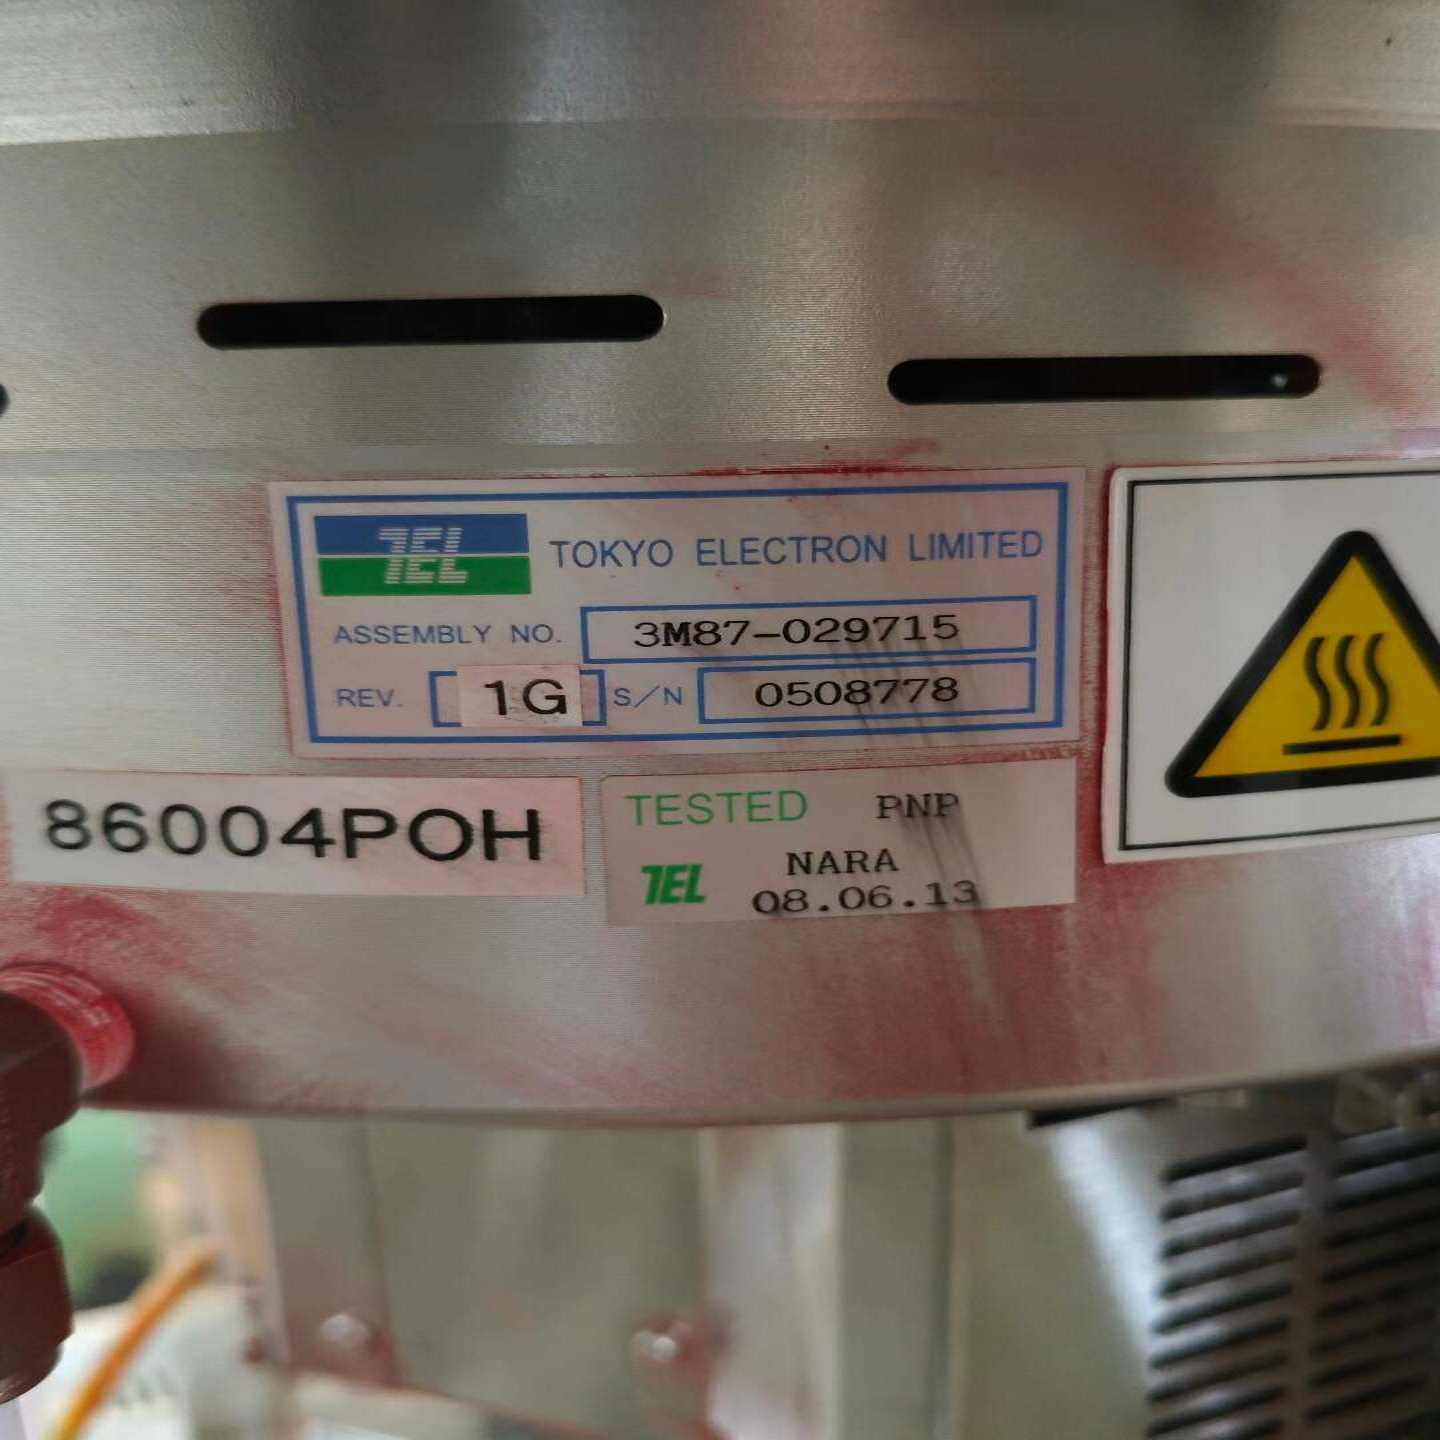 TEL TOKYO ELECTRON LIMITED
ASSEMBLY NO. 3M87-029715
REV. 1G S/N 0508778
86004POH
TESTED PNP
TEL NARA
08.06.13